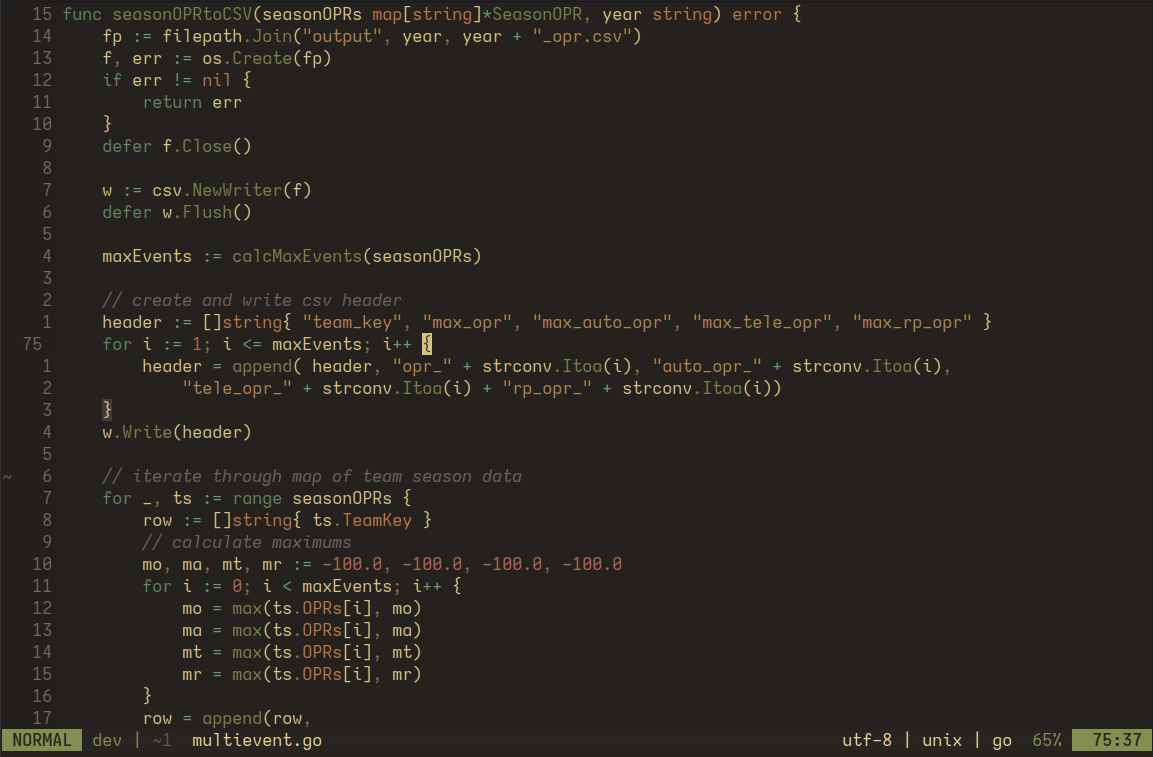 15 func seasonOPRtoCSV(seasonOPRs map[string]*SeasonOPR, year string) error {
14     fp := filepath.Join("output", year, year + "_opr.csv")
13     f, err := os.Create(fp)
12     if err != nil {
11         return err
10     }
9     defer f.Close()
8
7     w := csv.NewWriter(f)
6     defer w.Flush()
5
4     maxEvents := calcMaxEvents(seasonOPRs)
3
2     // create and write csv header
1     header := []string{ "team_key", "max_opr", "max_auto_opr", "max_tele_opr", "max_rp_opr" }
75     for i := 1; i <= maxEvents; i++ {
1         header = append( header, "opr_" + strconv.Itoa(i), "auto_opr_" + strconv.Itoa(i),
2             "tele_opr_" + strconv.Itoa(i) + "rp_opr_" + strconv.Itoa(i))
3     }
4     w.Write(header)
5
~ 6     // iterate through map of team season data
7     for _, ts := range seasonOPRs {
8         row := []string{ ts.TeamKey }
9         // calculate maximums
10         mo, ma, mt, mr := -100.0, -100.0, -100.0, -100.0
11         for i := 0; i < maxEvents; i++ {
12             mo = max(ts.OPRs[i], mo)
13             ma = max(ts.OPRs[i], ma)
14             mt = max(ts.OPRs[i], mt)
15             mr = max(ts.OPRs[i], mr)
16         }
17         row = append(row,
NORMAL dev | ~1 multievent.go utf-8 | unix | go 65% 75:37